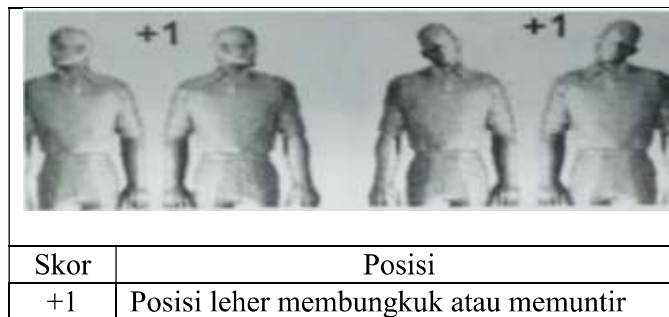 +1 +1
Skor Posisi
+1 Posisi leher membungkuk atau memuntir